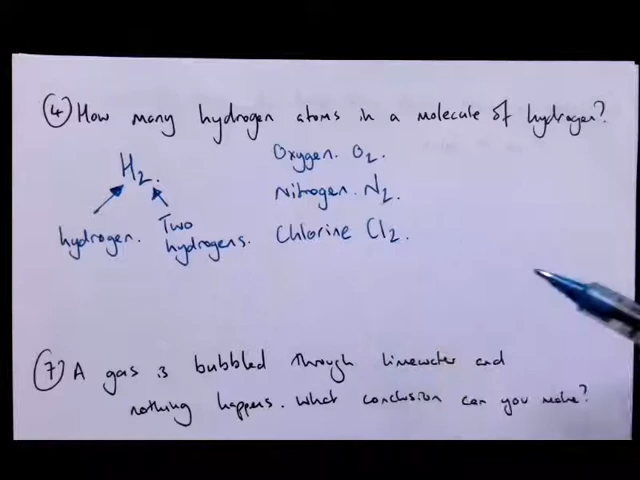 ④ How many hydrogen atoms in a molecule of hydrogen?
H₂.
hydrogen.
Two
hydrogens.
Oxygen. O₂.
Nitrogen. N₂.
Chlorine Cl₂.
⑦ A gas is bubbled through limewater and
nothing happens. What conclusion can you make?